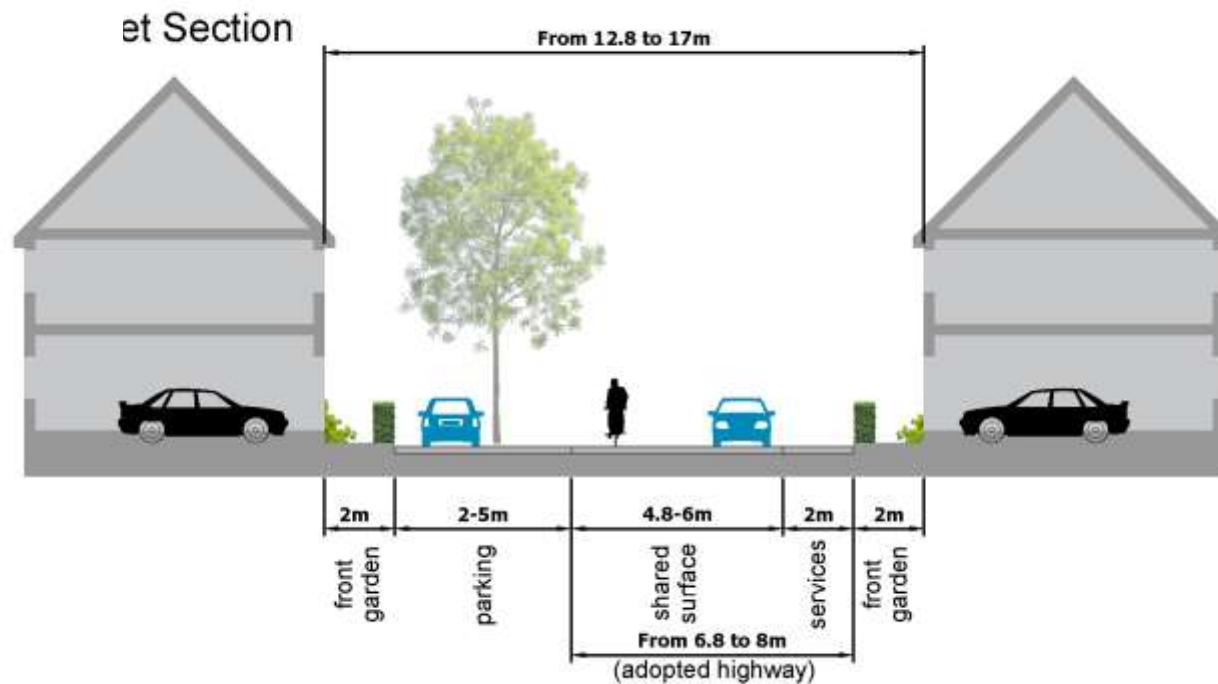 et Section
From 12.8 to 17m
2m
2-5m
4.8-6m
2m
2m
front
garden
parking
shared
surface
services
front
garden
From 6.8 to 8m
(adopted highway)